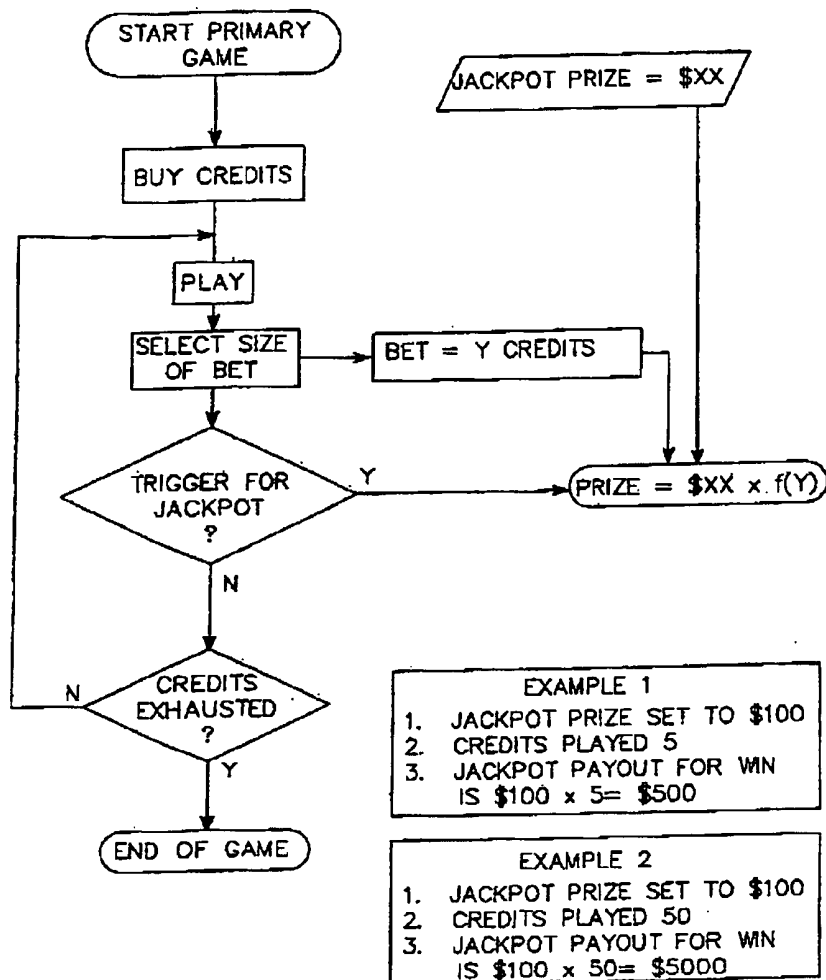 START PRIMARY
GAME
JACKPOT PRIZE = $XX
BUY CREDITS
PLAY
SELECT SIZE
OF BET
BET = Y CREDITS
TRIGGER FOR
JACKPOT
?
Y
PRIZE = $XX x f(Y)
N
CREDITS
EXHAUSTED
?
N
Y
END OF GAME
EXAMPLE 1
1. JACKPOT PRIZE SET TO $100
2. CREDITS PLAYED 5
3. JACKPOT PAYOUT FOR WIN
IS $100 x 5= $500
EXAMPLE 2
1. JACKPOT PRIZE SET TO $100
2. CREDITS PLAYED 50
3. JACKPOT PAYOUT FOR WIN
IS $100 x 50= $5000